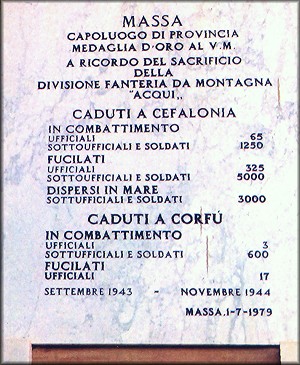 MASSA
CAPOLUOGO DI PROVINCIA
MEDAGLIA D'ORO AL V.M.
A RICORDO DEL SACRIFICIO
DELLA
DIVISIONE FANTERIA DA MONTAGNA
"ACQUI,,
CADUTI A CEFALONIA
IN COMBATTIMENTO
UFFICIALI 65
SOTTOUFFICIALI E SOLDATI 1250
FUCILATI
UFFICIALI 325
SOTTOUFFICIALI E SOLDATI 5000
DISPERSI IN MARE
SOTTUFFICIALI E SOLDATI 3000
CADUTI A CORFÚ
IN COMBATTIMENTO
UFFICIALI 3
SOTTUFFICIALI E SOLDATI 600
FUCILATI
UFFICIALI 17
SETTEMBRE 1943 - NOVEMBRE 1944
MASSA, 1-7-1979